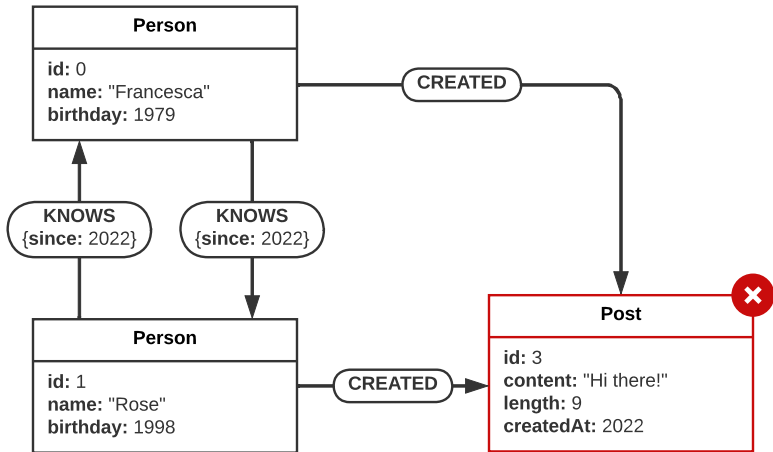 Person
id: 0
name: "Francesca"
birthday: 1979
CREATED
KNOWS
{since: 2022}
KNOWS
{since: 2022}
Person
id: 1
name: "Rose"
birthday: 1998
CREATED
Post
id: 3
content: "Hi there!"
length: 9
createdAt: 2022